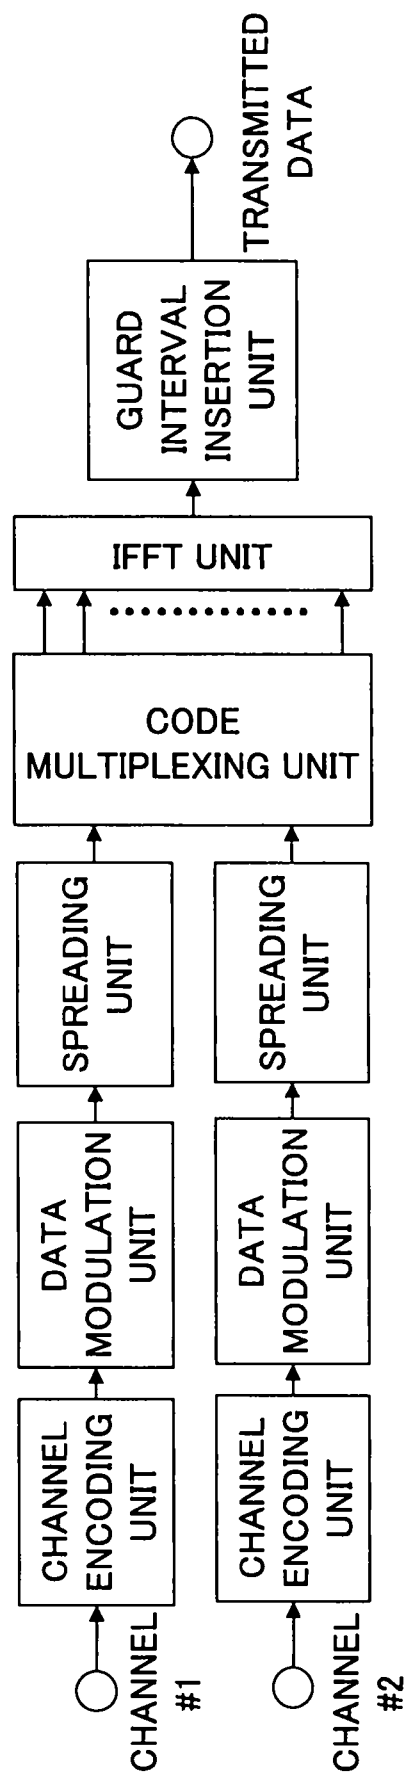 CHANNEL
#1
CHANNEL
ENCODING
UNIT
DATA
MODULATION
UNIT
SPREADING
UNIT
CHANNEL
#2
CHANNEL
ENCODING
UNIT
DATA
MODULATION
UNIT
SPREADING
UNIT
CODE
MULTIPLEXING UNIT
IFFT UNIT
GUARD
INTERVAL
INSERTION
UNIT
TRANSMITTED
DATA